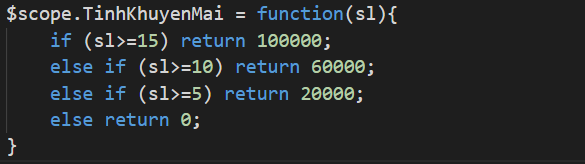 $scope.TinhKhuyenMai = function(sl){
    if (sl>=15) return 100000;
    else if (sl>=10) return 60000;
    else if (sl>=5) return 20000;
    else return 0;
}